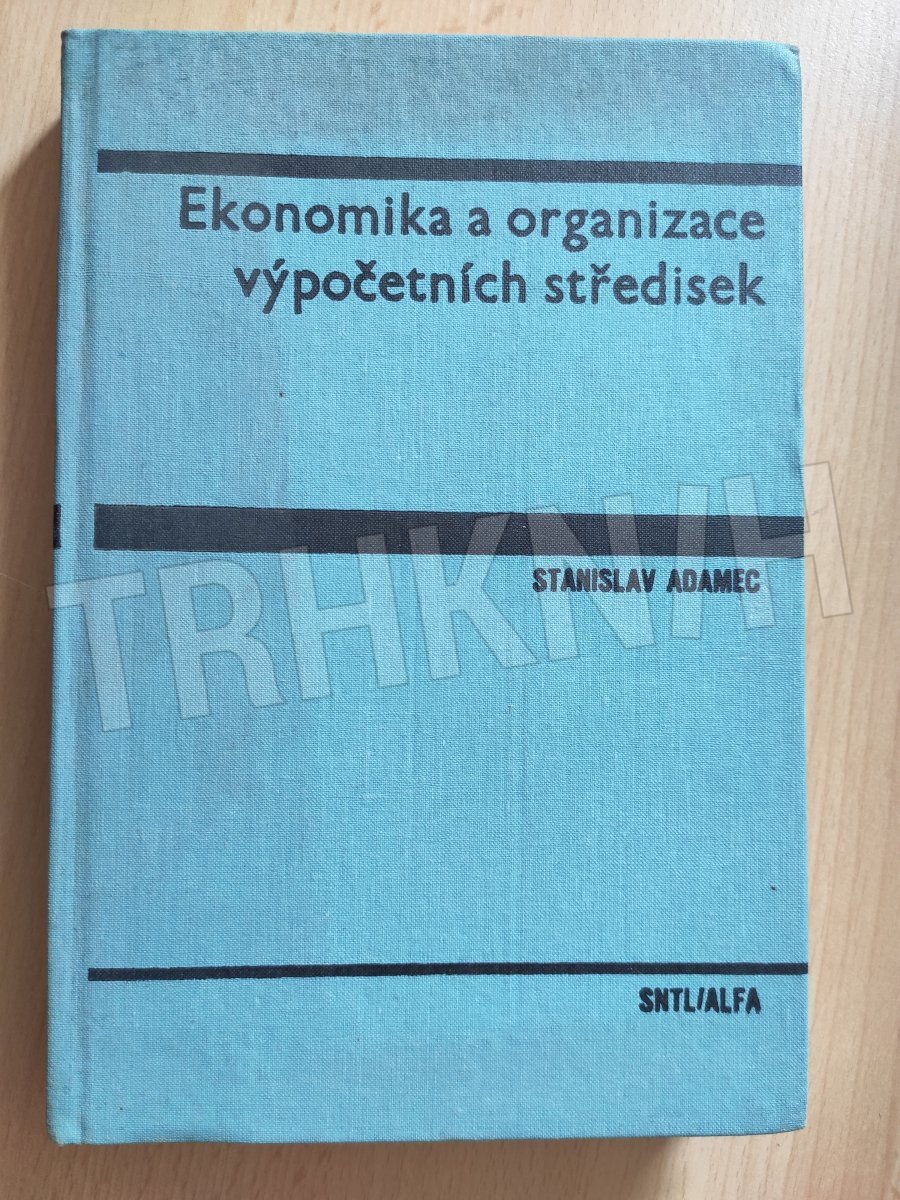 Ekonomika a organizace
výpočetních středisek
STANISLAV ADAMEC
TRHKNIH
SNTL/ALFA